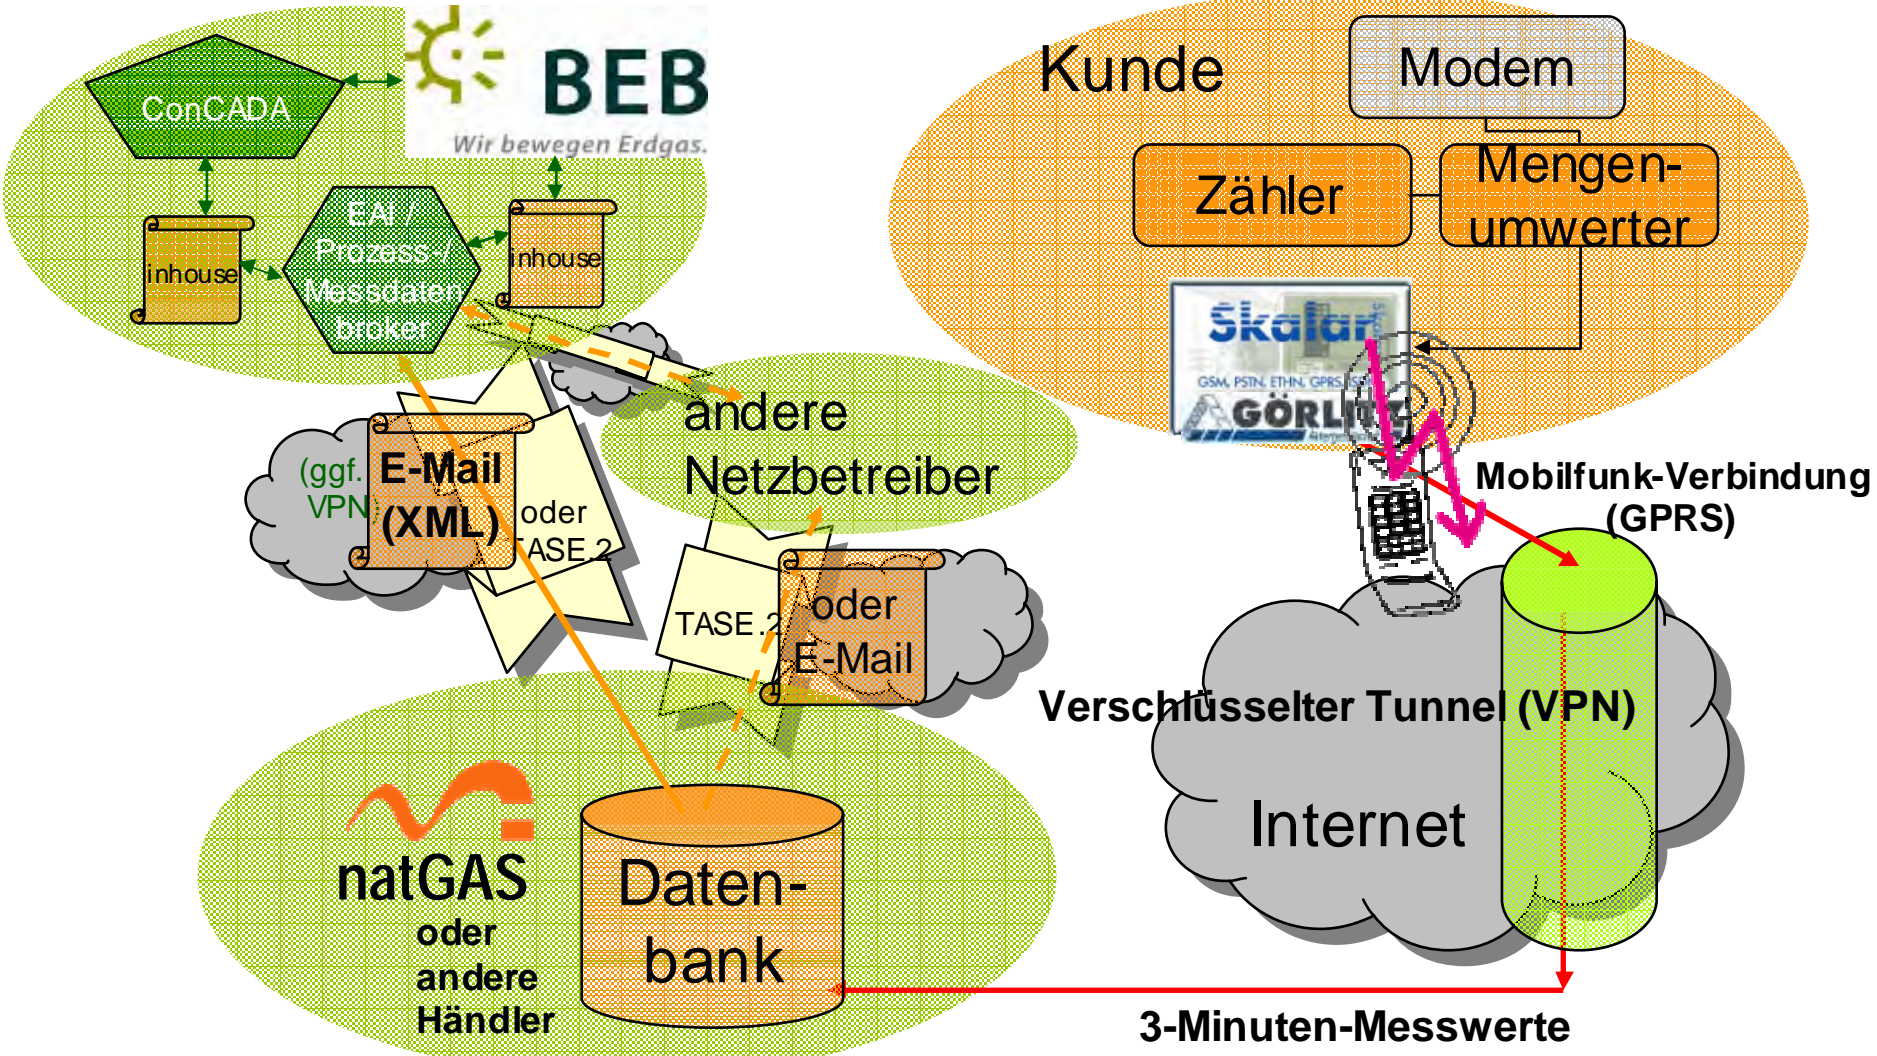 ConCADA
BEB
Wir bewegen Erdgas.
inhouse
EAI /
Prozess-/
Messdaten
broker
inhouse
Kunde
Modem
Zähler
Mengen-
umwerter
Skalar
GSM, PSTN, ETHN, GPRS,
GÖRLITZ
andere
Netzbetreiber
(ggf.
VPN)
E-Mail
(XML)
oder
TASE.2
TASE.2
oder
E-Mail
Mobilfunk-Verbindung
(GPRS)
Verschlüsselter Tunnel (VPN)
Internet
natGAS
oder
andere
Händler
Daten-
bank
3-Minuten-Messwerte